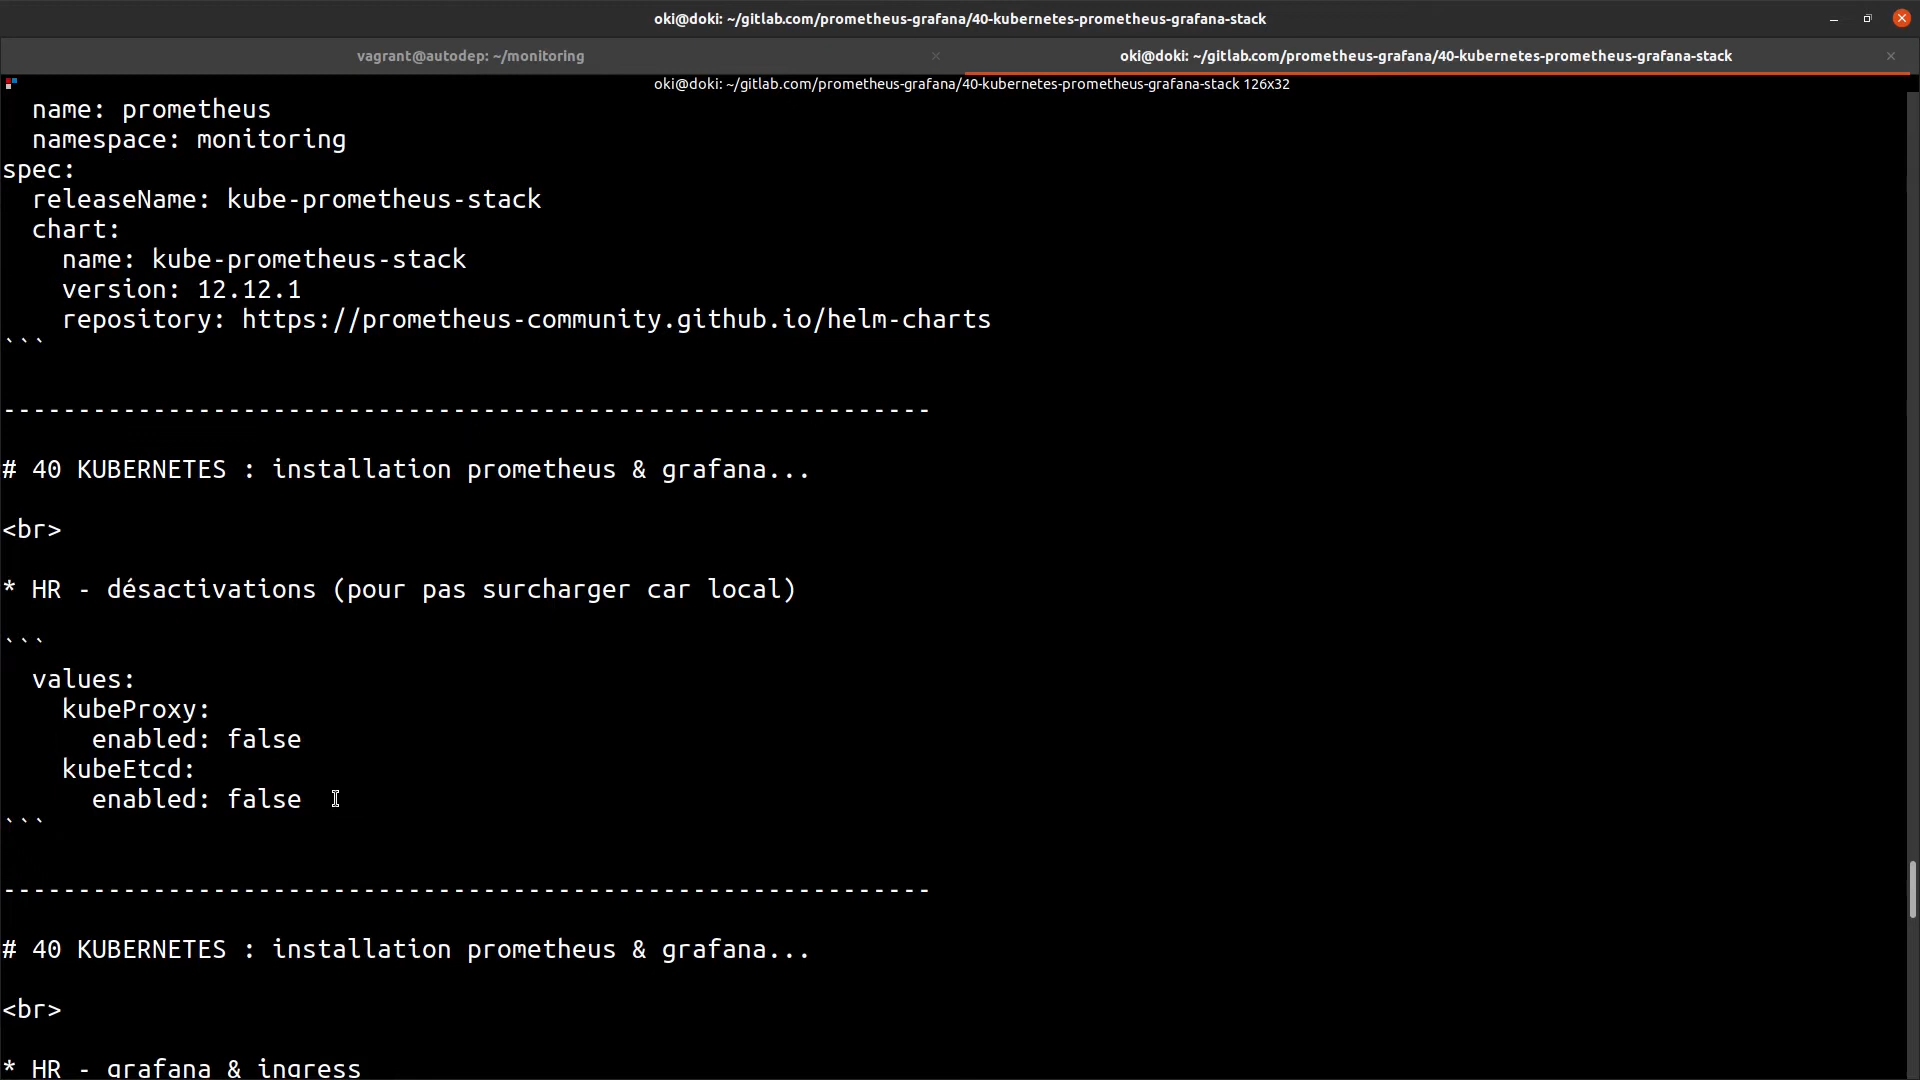 oki@doki: ~/gitlab.com/prometheus-grafana/40-kubernetes-prometheus-grafana-stack
vagrant@autodep: ~/monitoring
oki@doki: ~/gitlab.com/prometheus-grafana/40-kubernetes-prometheus-grafana-stack
oki@doki: ~/gitlab.com/prometheus-grafana/40-kubernetes-prometheus-grafana-stack 126x32
  name: prometheus
  namespace: monitoring
spec:
  releaseName: kube-prometheus-stack
  chart:
    name: kube-prometheus-stack
    version: 12.12.1
    repository: https://prometheus-community.github.io/helm-charts
```
--------------------------------------------------------------
# 40 KUBERNETES : installation prometheus & grafana...
<br>
* HR - désactivations (pour pas surcharger car local)
```
  values:
    kubeProxy:
      enabled: false
    kubeEtcd:
      enabled: false
```
--------------------------------------------------------------
# 40 KUBERNETES : installation prometheus & grafana...
<br>
* HR - grafana & ingress